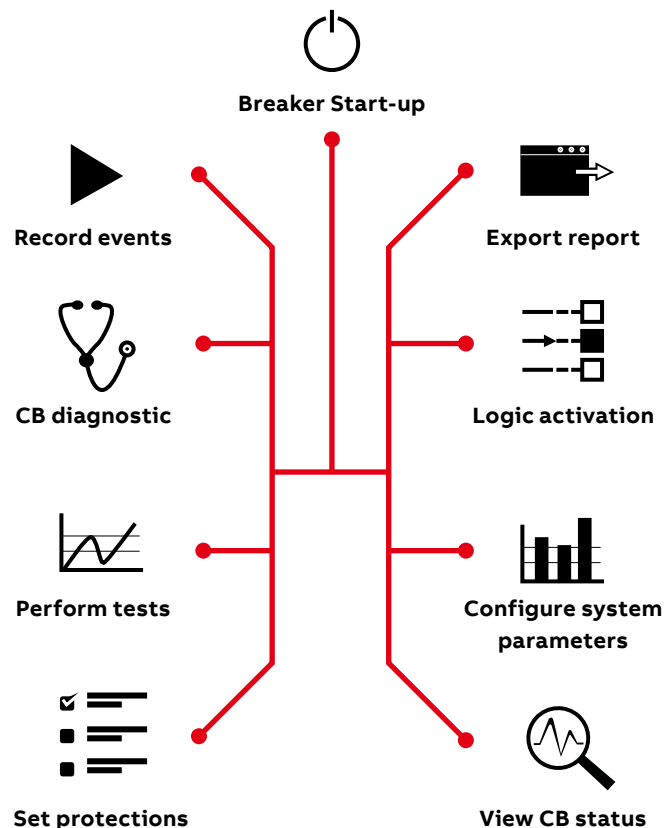 Breaker Start-up
Record events
Export report
CB diagnostic
Logic activation
Perform tests
Configure system
parameters
Set protections
View CB status